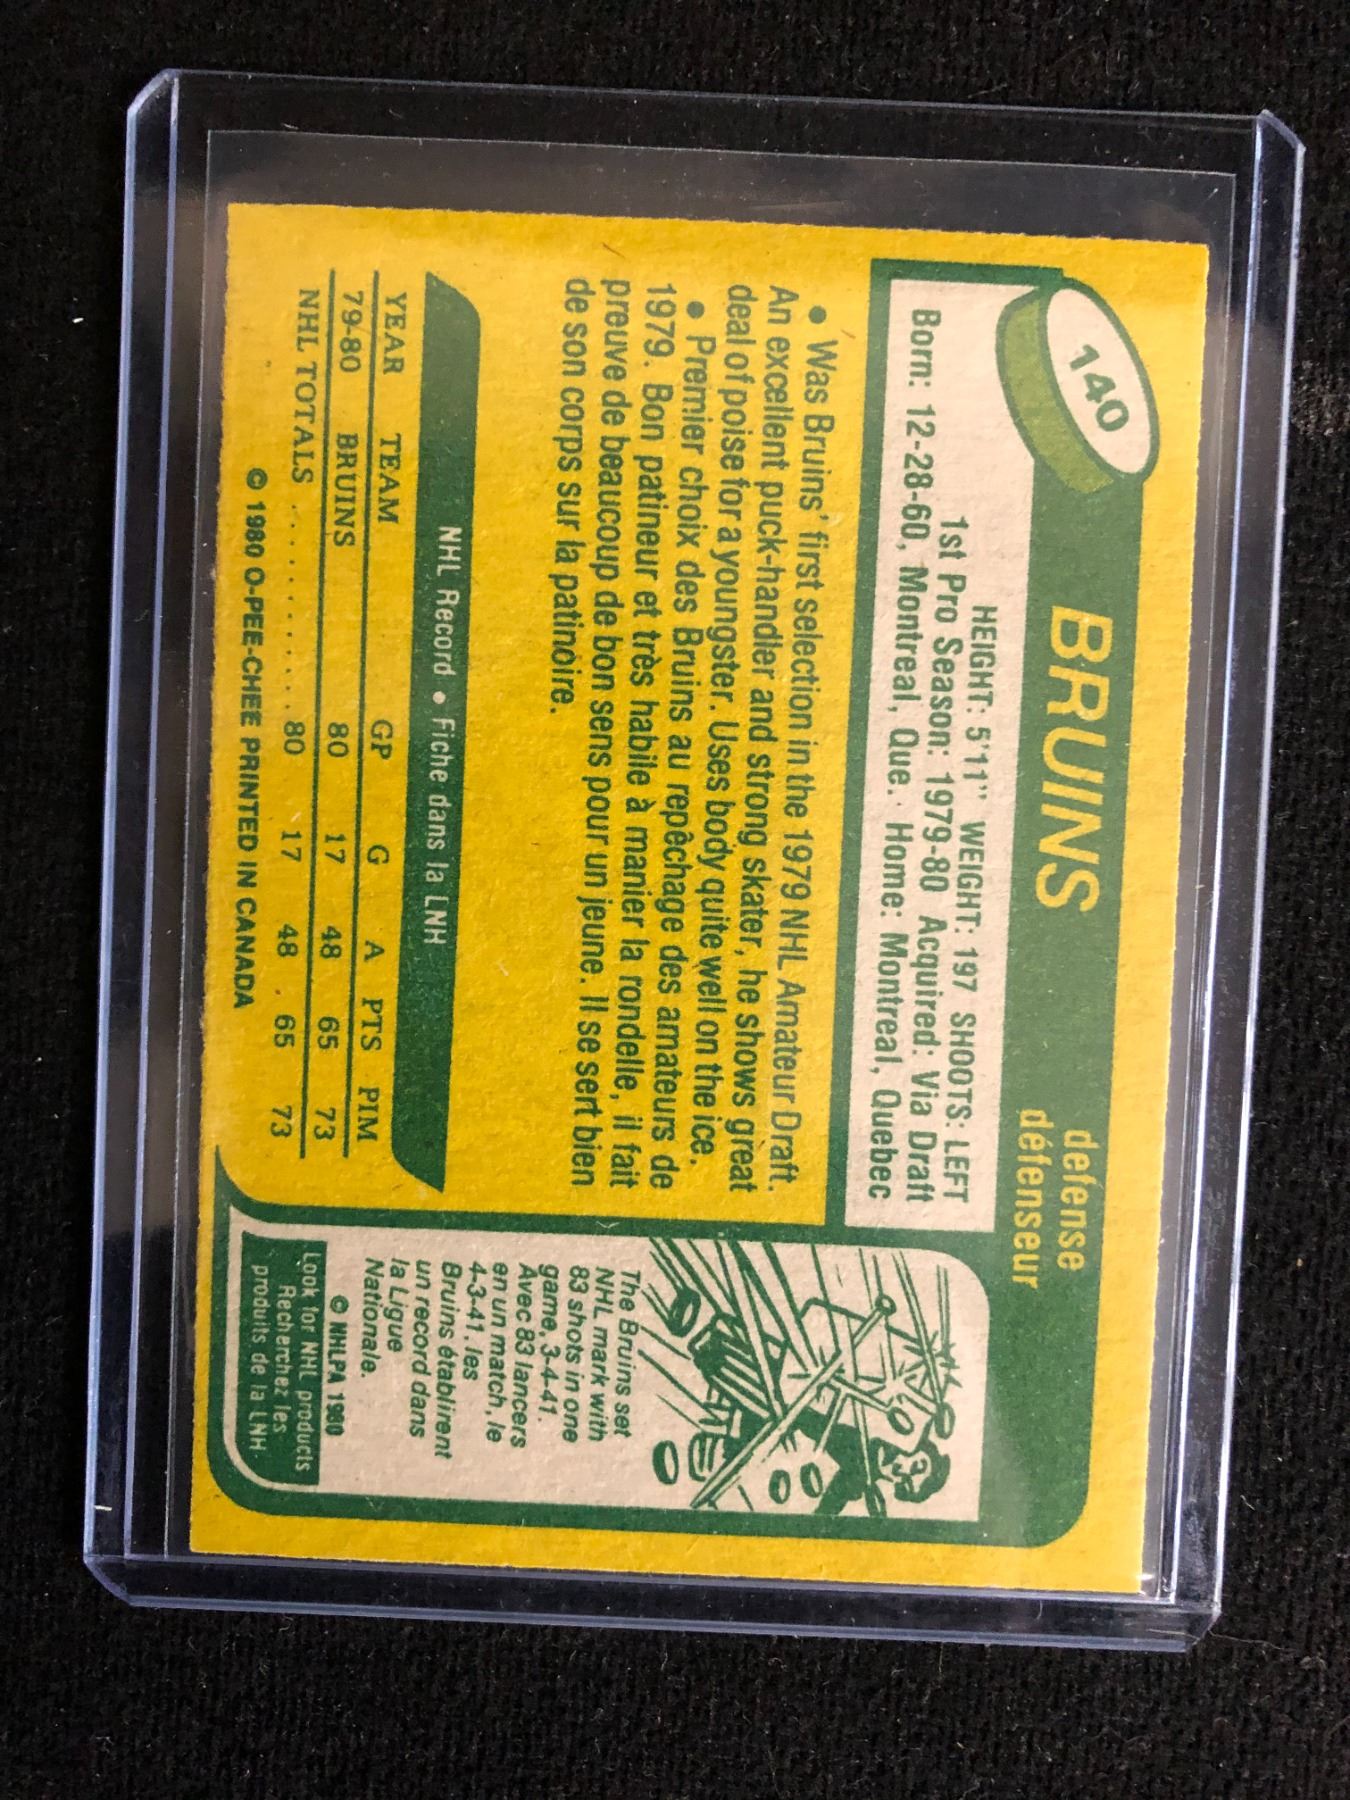 140
BRUINS
defense
défenseur
HEIGHT: 5'11" WEIGHT: 197 SHOOTS: LEFT
1st Pro Season: 1979-80 Acquired: Via Draft
Born: 12-28-60, Montreal, Que. Home: Montreal, Quebec
• Was Bruins' first selection in the 1979 NHL Amateur Draft.
An excellent puck-handler and strong skater, he shows great
deal of poise for a youngster. Uses body quite well on the ice.
• Premier choix des Bruins au repêchage des amateurs de
1979. Bon patineur et très habile à manier la rondelle, il fait
preuve de beaucoup de bon sens pour un jeune. Il se sert bien
de son corps sur la patinoire.
NHL Record • Fiche dans la LNH
YEAR TEAM GP G A PTS PIM
79-80 BRUINS 80 17 48 65 73
NHL TOTALS ............... 80 17 48 65 73
© 1980 O-PEE-CHEE PRINTED IN CANADA
The Bruins set
NHL mark with
83 shots in one
game, 3-4-41.
Avec 83 lancers
en un match, le
4-3-41, les
Bruins établirent
un record dans
la Ligue
Nationale.
© NHLPA 1980
Look for NHL products
Recherchez les
produits de la LNH.